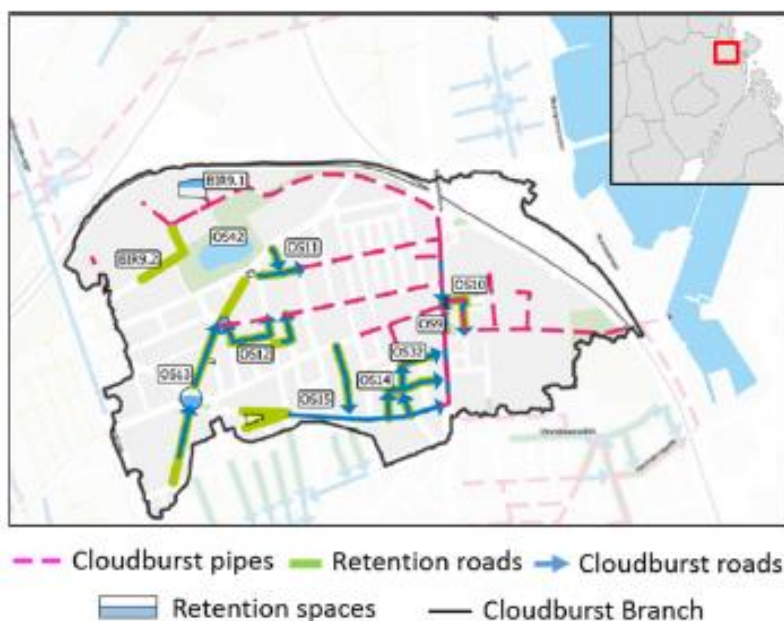 BIR9.1
OS42
BIR9.2
OS11
OS10
OS9
OS12
OS32
OS13
OS14
OS15
Cloudburst pipes
Retention roads
Cloudburst roads
Retention spaces
Cloudburst Branch